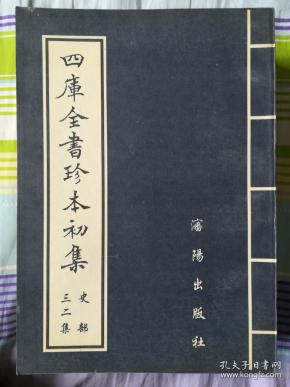 四庫全書珍本初集
史部
三二集
瀋陽出版社
孔夫子旧书网